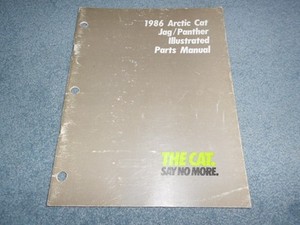 1986 Arctic Cat
Jag/Panther
Illustrated
Parts Manual
THE CAT.
SAY NO MORE.